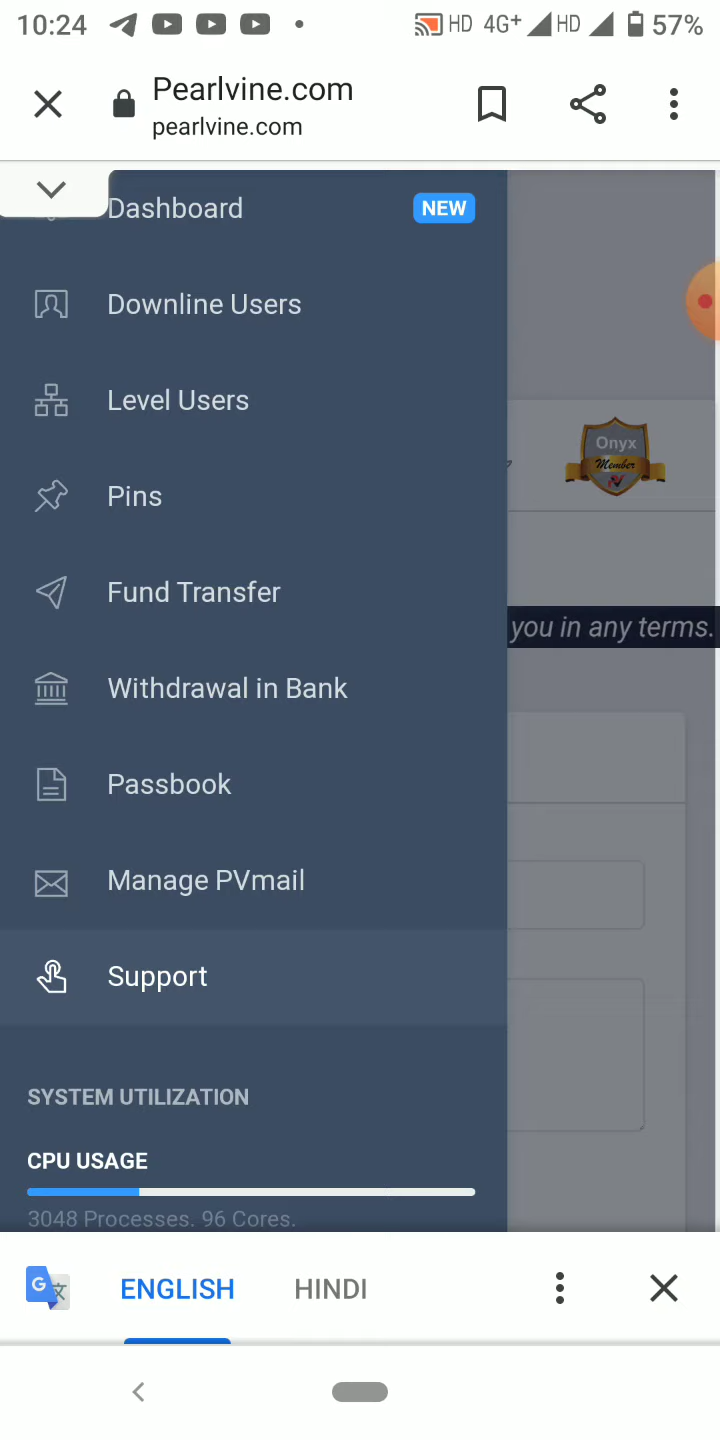 10:24
HD 4G+ HD 57%
Pearlvine.com
pearlvine.com
Dashboard NEW
Downline Users
Level Users
Onyx
Member
Pins
Fund Transfer
you in any terms.
Withdrawal in Bank
Passbook
Manage PVmail
Support
SYSTEM UTILIZATION
CPU USAGE
3048 Processes. 96 Cores.
G ENGLISH HINDI